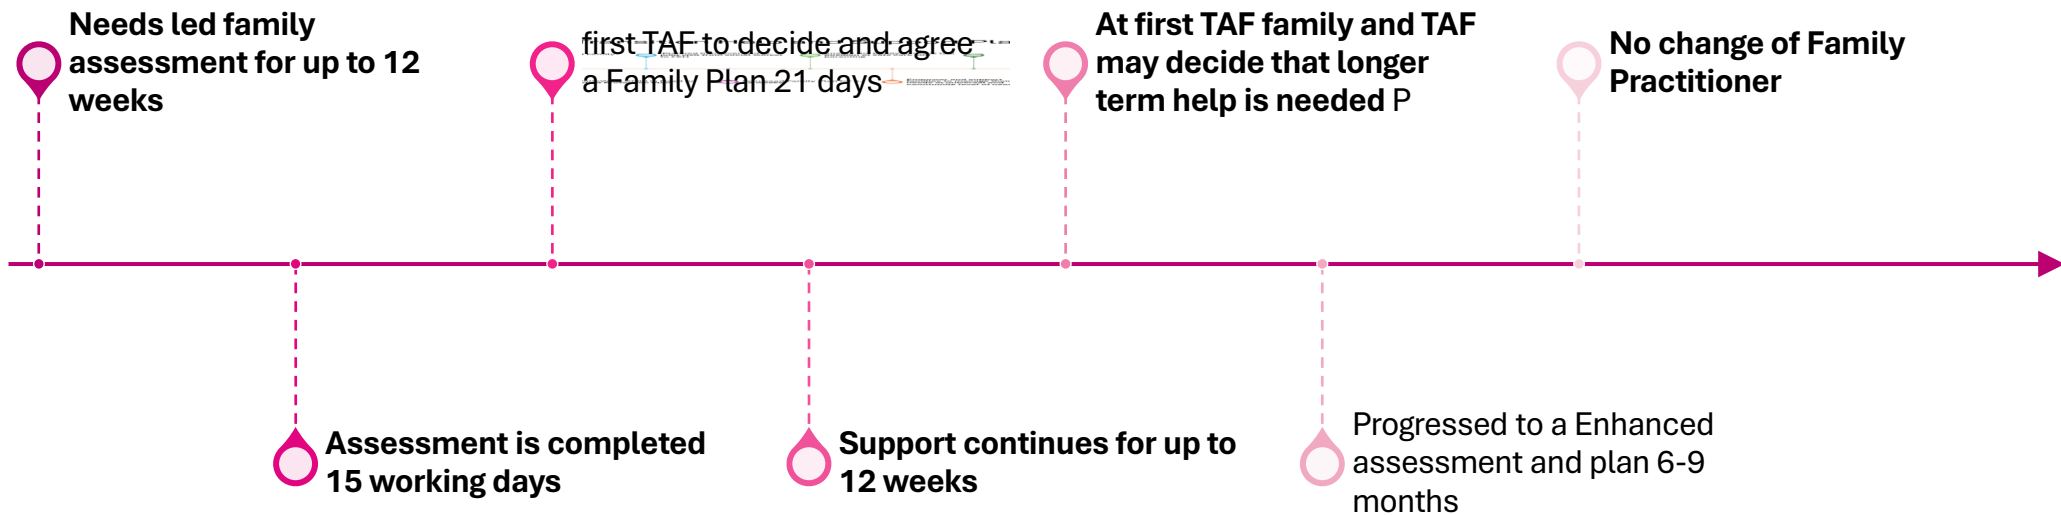 Needs led family
assessment for up to 12
weeks
first TAF to decide and agree
a Family Plan 21 days
At first TAF family and TAF
may decide that longer
term help is needed P
No change of Family
Practitioner
Assessment is completed
15 working days
Support continues for up to
12 weeks
Progressed to a Enhanced
assessment and plan 6-9
months